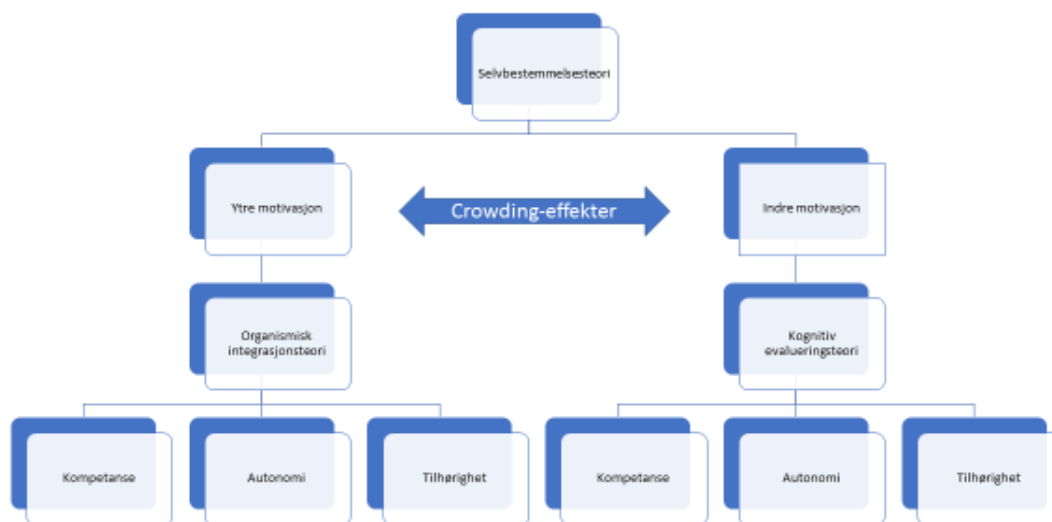 Selvbestemmelsesteori
Ytre motivasjon
Crowding-effekter
Indre motivasjon
Organismisk
integrasjonsteori
Kognitiv
evalueringsteori
Kompetanse
Autonomi
Tilhørighet
Kompetanse
Autonomi
Tilhørighet